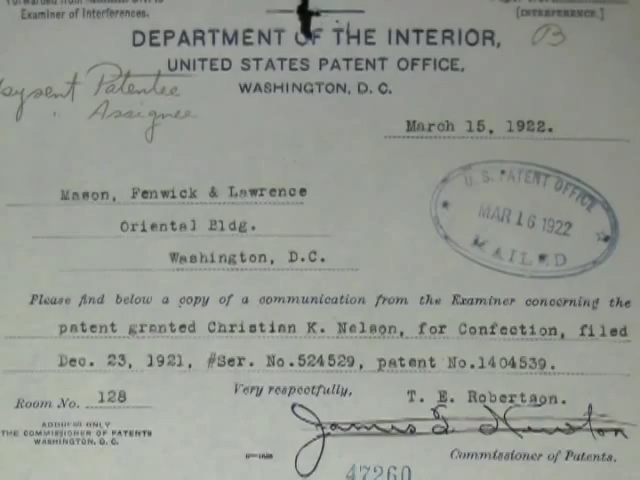 Examiner of Interferences.
[INTERFERENCE.]
B
DEPARTMENT OF THE INTERIOR,
UNITED STATES PATENT OFFICE,
WASHINGTON, D. C.
Patentee
Assignee
March 15, 1922.
U. S. PATENT OFFICE
MAR 16 1922
MAILED
Mason, Fenwick & Lawrence
Oriental Bldg.
Washington, D.C.
Please find below a copy of a communication from the Examiner concerning the
patent granted Christian K. Nelson, for Confection, filed
Dec. 23, 1921, #Ser. No.524529, patent No.1404539.
Very respectfully,
Room No. 128
T. E. Robertson.
ADDRESS ONLY
THE COMMISSIONER OF PATENTS
WASHINGTON, D. C.
James L. Newton
Commissioner of Patents.
47260